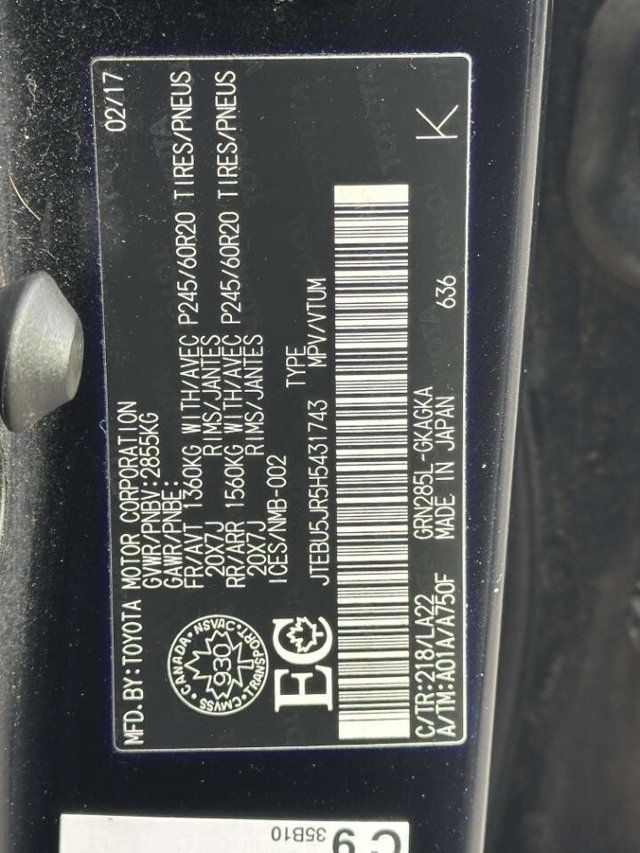 MFD. BY: TOYOTA MOTOR CORPORATION 02/17
GVWR/PNBV: 2855KG
GAWR/PNBE:
FR/AVT 1360KG WITH/AVEC P245/60R20 TIRES/PNEUS
20X7J RIMS/JANTES
RR/ARR 1560KG WITH/AVEC P245/60R20 TIRES/PNEUS
20X7J RIMS/JANTES
ICES/NMB-002
TYPE
JTEBU5JR5H5431743 MPV/VTUM
CANADA NSVAC
930
CMVSS TRANSPORT
EC
C/TR: 218/LA22 GRN285L-GKAGKA 636 K
A/TM: A01A/A750F MADE IN JAPAN
35B10